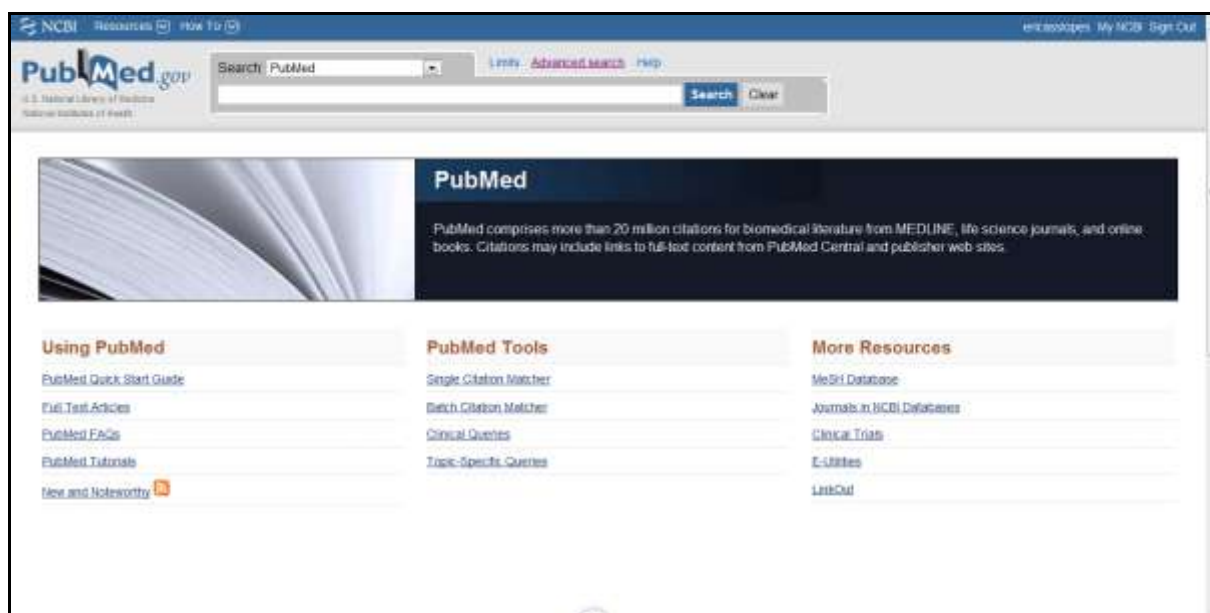 NCBI Resources How To My NCBI Sign Out
PubMed.gov
U.S. National Library of Medicine
National Institutes of Health
Search: PubMed
Limits Advanced search Help
Search Clear
PubMed
PubMed comprises more than 20 million citations for biomedical literature from MEDLINE, life science journals, and online
books. Citations may include links to full-text content from PubMed Central and publisher web sites.
Using PubMed
PubMed Quick Start Guide
Full Text Articles
PubMed FAQs
PubMed Tutorials
New and Noteworthy
PubMed Tools
Single Citation Matcher
Batch Citation Matcher
Clinical Queries
Topic-Specific Queries
More Resources
MeSH Database
Journals in NCBI Databases
Clinical Trials
E-Utilities
LinkOut